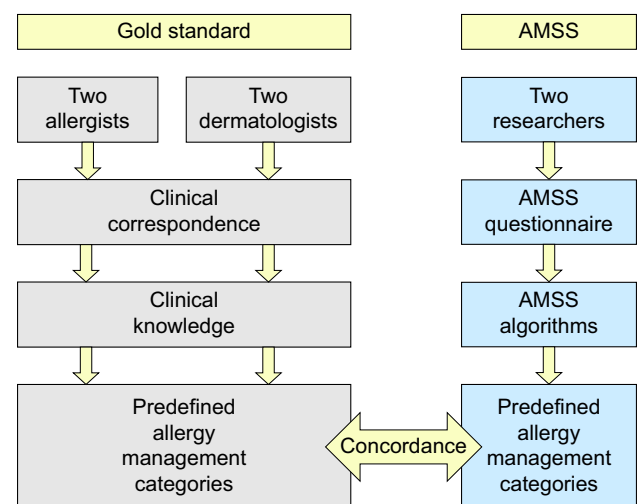 Gold standard
AMSS
Two
allergists
Two
dermatologists
Two
researchers
Clinical
correspondence
AMSS
questionnaire
Clinical
knowledge
AMSS
algorithms
Predefined
allergy
management
categories
Concordance
Predefined
allergy
management
categories